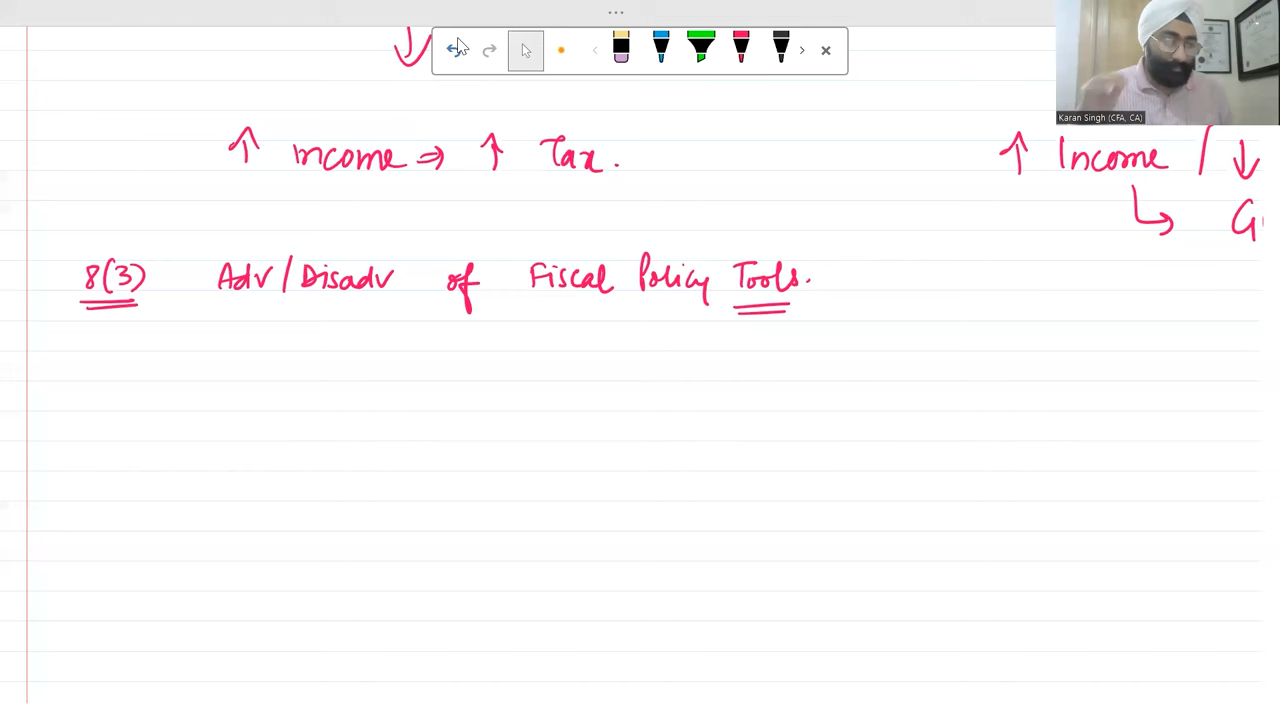 Karan Singh (CFA, CA)
↑ income ⇒ ↑ Tax.
↑ Income / ↓
↳ G
8(3) Adv/Disadv of Fiscal Policy Tools.